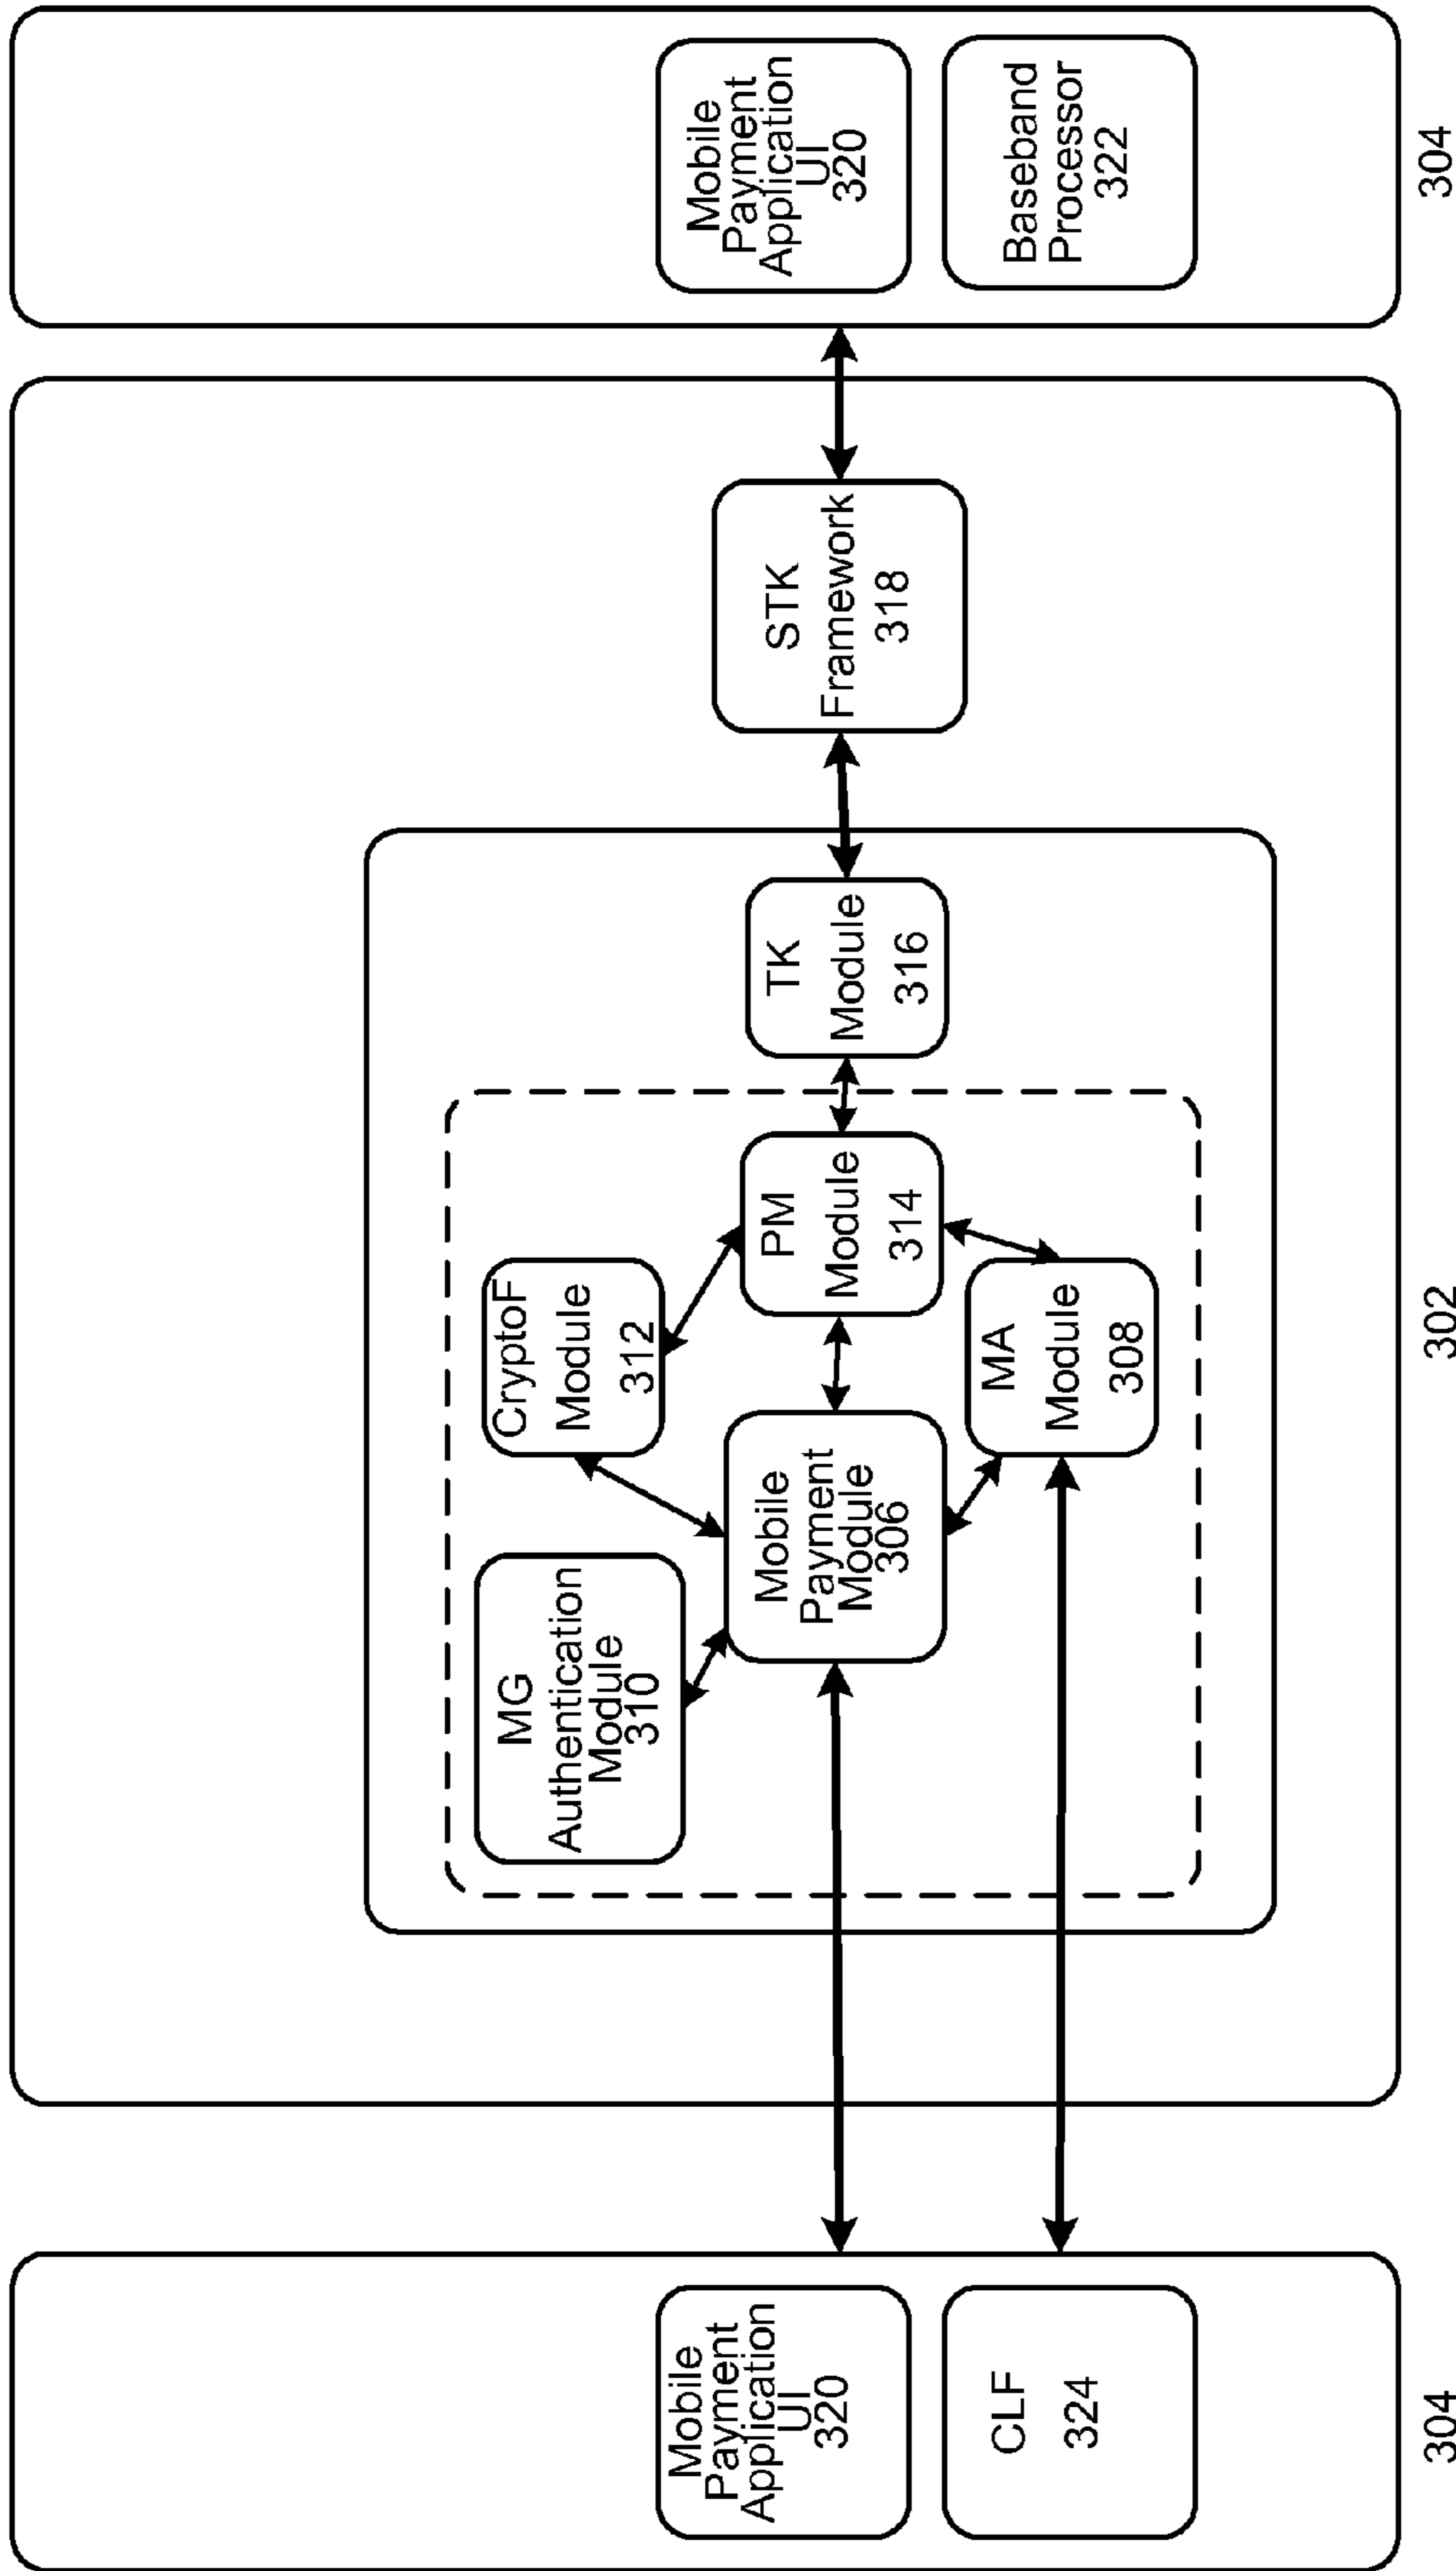 Mobile
Payment
Application
UI
320
CLF
324
304
MG
Authentication
Module
310
Mobile
Payment
Module
306
CryptoF
Module
312
MA
Module
308
PM
Module
314
TK
Module
316
STK
Framework
318
302
Mobile
Payment
Application
UI
320
Baseband
Processor
322
304